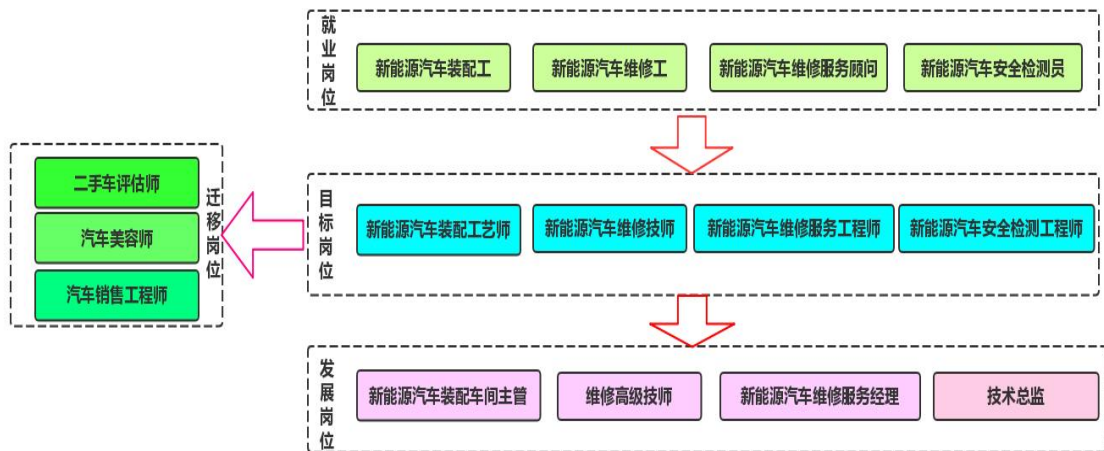 就业岗位
新能源汽车装配工
新能源汽车维修工
新能源汽车维修服务顾问
新能源汽车安全检测员
迁移岗位
二手车评估师
汽车美容师
汽车销售工程师
目标岗位
新能源汽车装配工艺师
新能源汽车维修技师
新能源汽车维修服务工程师
新能源汽车安全检测工程师
发展岗位
新能源汽车装配车间主管
维修高级技师
新能源汽车维修服务经理
技术总监